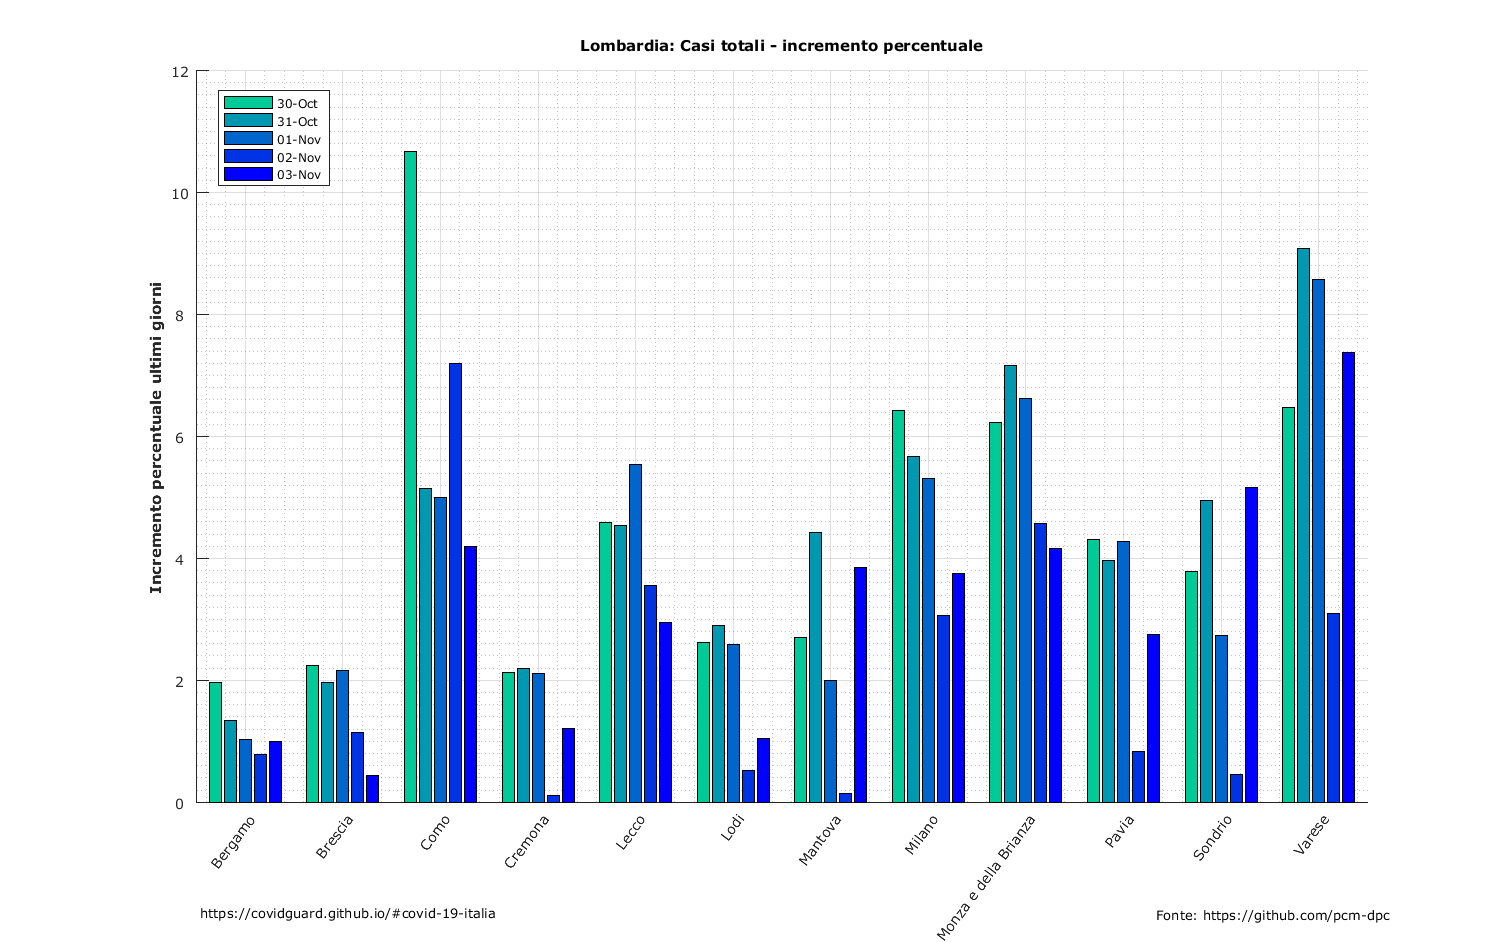 Lombardia: Casi totali - incremento percentuale
12
10
8
6
4
2
0
Incremento percentuale ultimi giorni
30-Oct
31-Oct
01-Nov
02-Nov
03-Nov
Bergamo
Brescia
Como
Cremona
Lecco
Lodi
Mantova
Milano
Monza e della Brianza
Pavia
Sondrio
Varese
https://covidguard.github.io/#covid-19-italia
Fonte: https://github.com/pcm-dpc